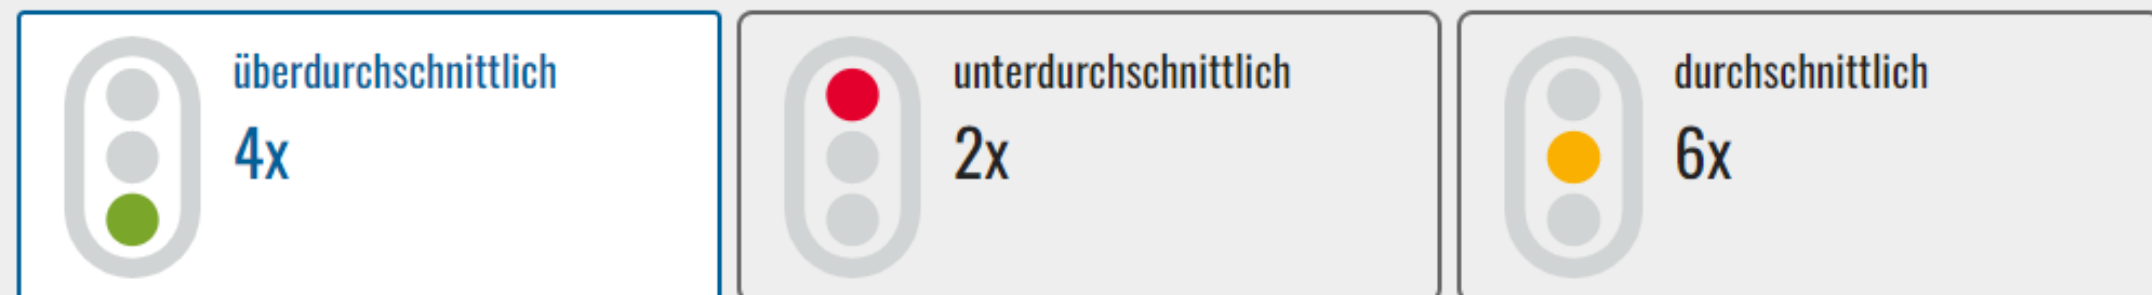 überdurchschnittlich
4x
unterdurchschnittlich
2x
durchschnittlich
6x